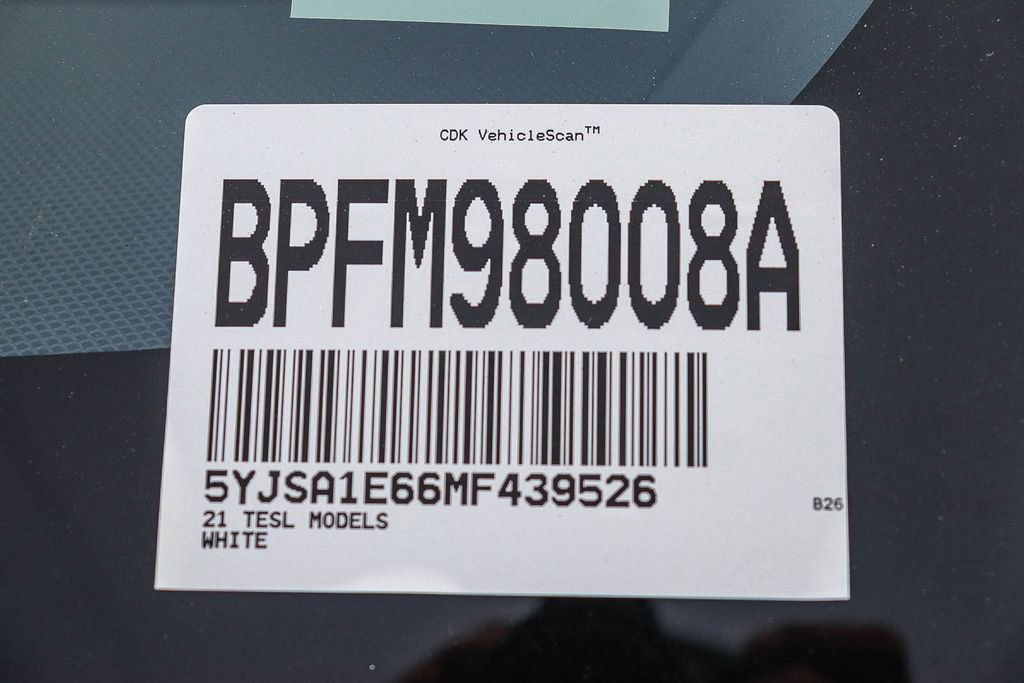 CDK VehicleScan™
BPFM98008A
5YJSA1E66MF439526
21 TESL MODELS
B26
WHITE